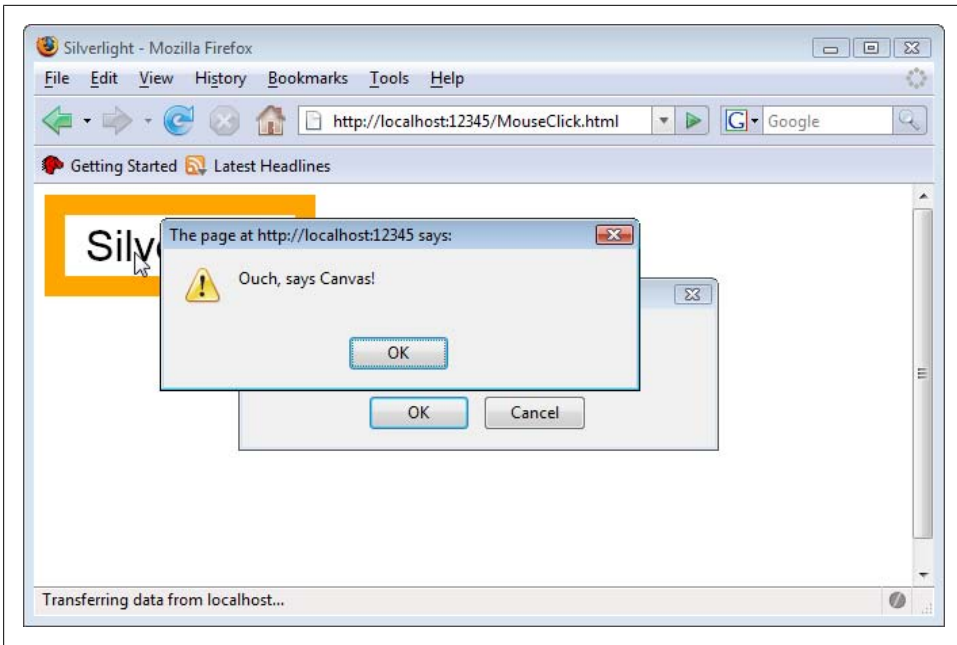 Silverlight - Mozilla Firefox
File Edit View History Bookmarks Tools Help
http://localhost:12345/MouseClick.html
G Google
Getting Started Latest Headlines
Silv
The page at http://localhost:12345 says:
Ouch, says Canvas!
OK
OK Cancel
Transferring data from localhost...